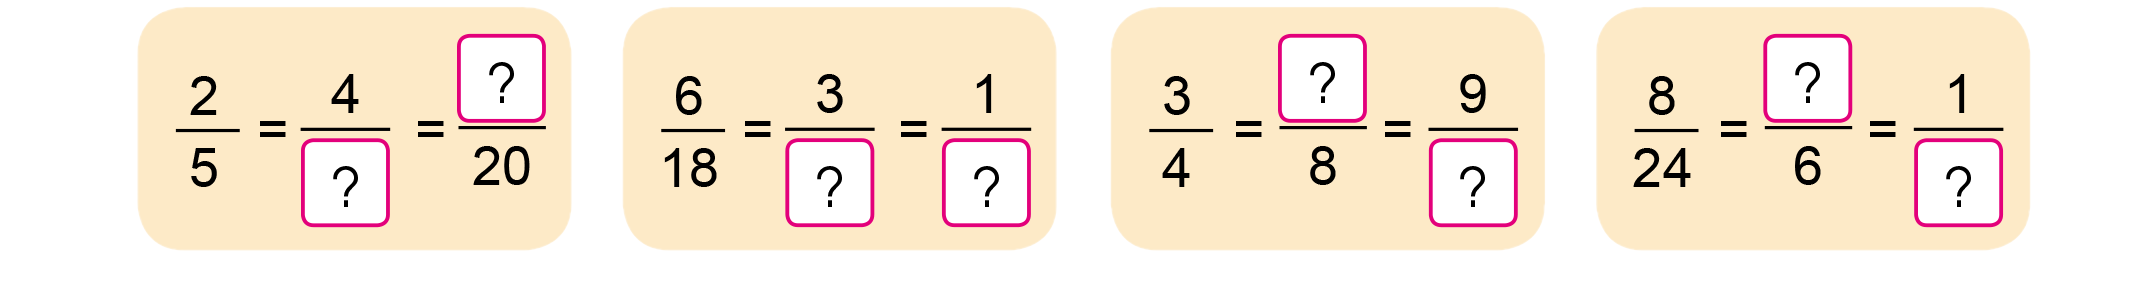 2/5 = 4/? = ?/20
6/18 = 3/? = 1/?
3/4 = ?/8 = 9/?
8/24 = ?/6 = 1/?